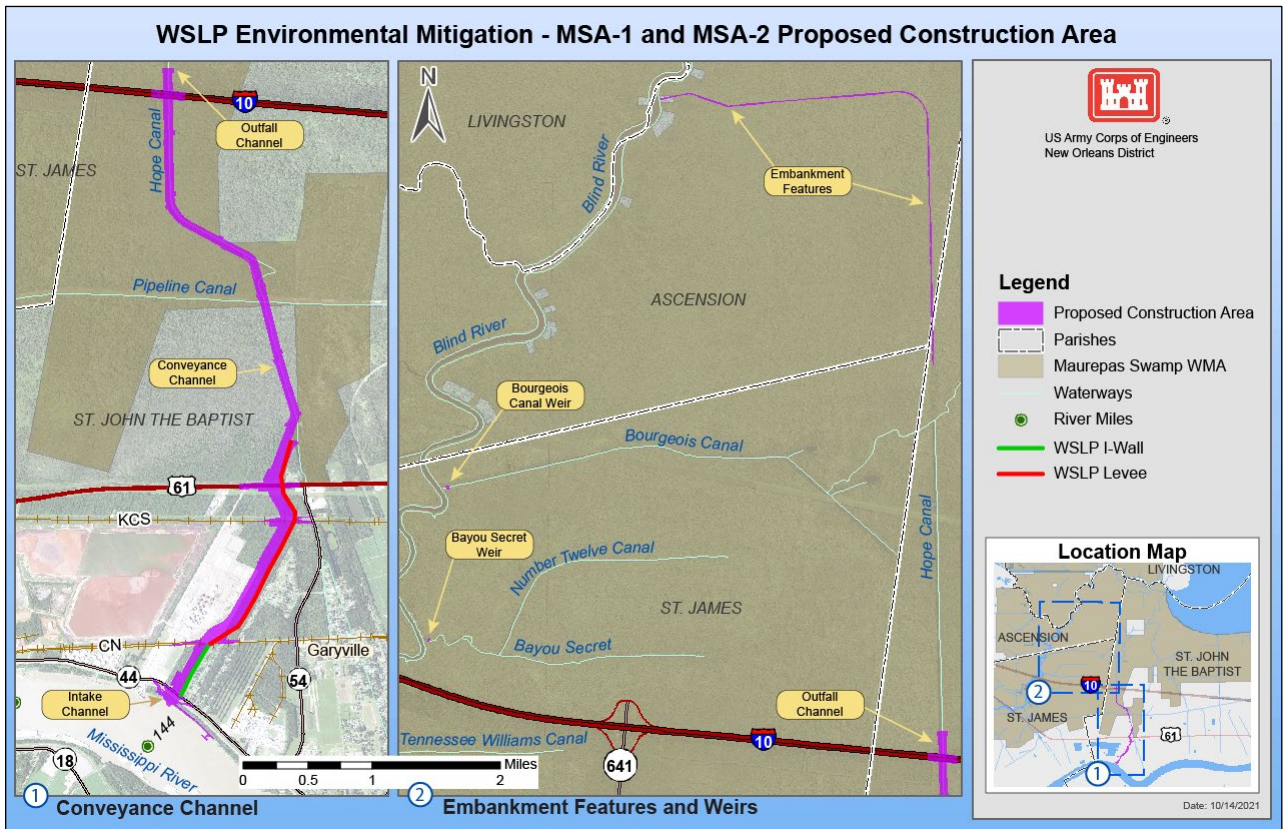 WSLP Environmental Mitigation - MSA-1 and MSA-2 Proposed Construction Area
10
Outfall
Channel
Hope Canal
ST. JAMES
Pipeline Canal
Conveyance
Channel
ST. JOHN THE BAPTIST
61
KCS
CN
Garyville
44
54
Intake
Channel
144
Mississippi River
18
Miles
0 0.5 1 2
1 Conveyance Channel
N
LIVINGSTON
Blind River
Embankment
Features
ASCENSION
Blind River
Bourgeois
Canal Weir
Bourgeois Canal
Bayou Secret
Weir
Number Twelve Canal
Hope Canal
ST. JAMES
Bayou Secret
Outfall
Channel
10
Tennessee Williams Canal
641
2 Embankment Features and Weirs
®
US Army Corps of Engineers
New Orleans District
Legend
Proposed Construction Area
Parishes
Maurepas Swamp WMA
Waterways
River Miles
WSLP I-Wall
WSLP Levee
Location Map
LIVINGSTON
ASCENSION
ST. JOHN
THE BAPTIST
10
2
ST. JAMES
61
1
Date: 10/14/2021